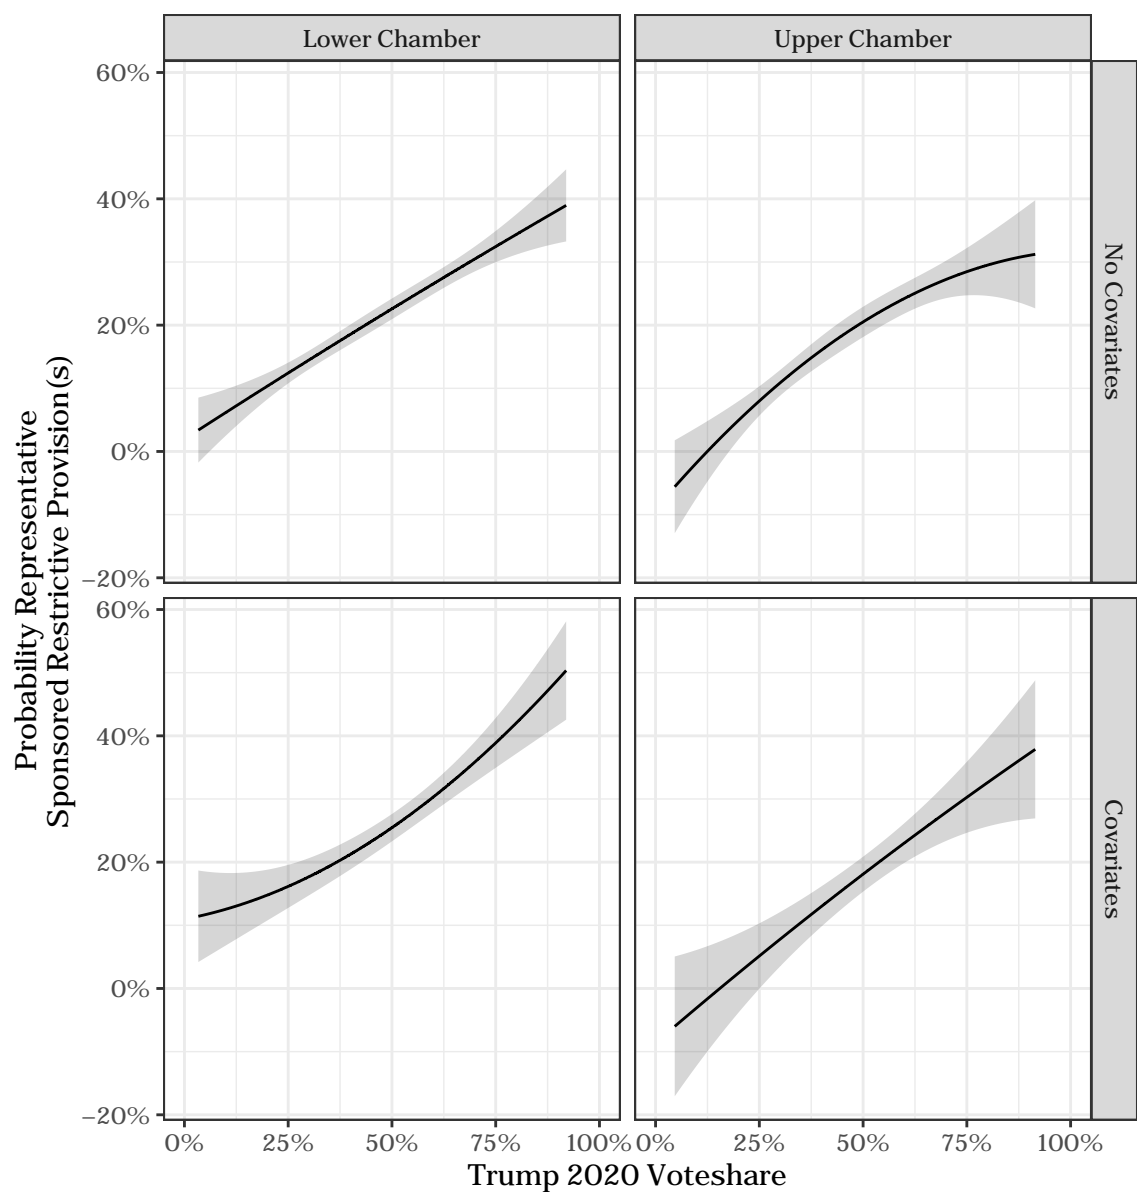 Lower Chamber
Upper Chamber
60%
40%
20%
0%
−20%
No Covariates
60%
40%
20%
0%
−20%
Covariates
Probability Representative
Sponsored Restrictive Provision(s)
0%
25%
50%
75%
100%
0%
25%
50%
75%
100%
Trump 2020 Voteshare